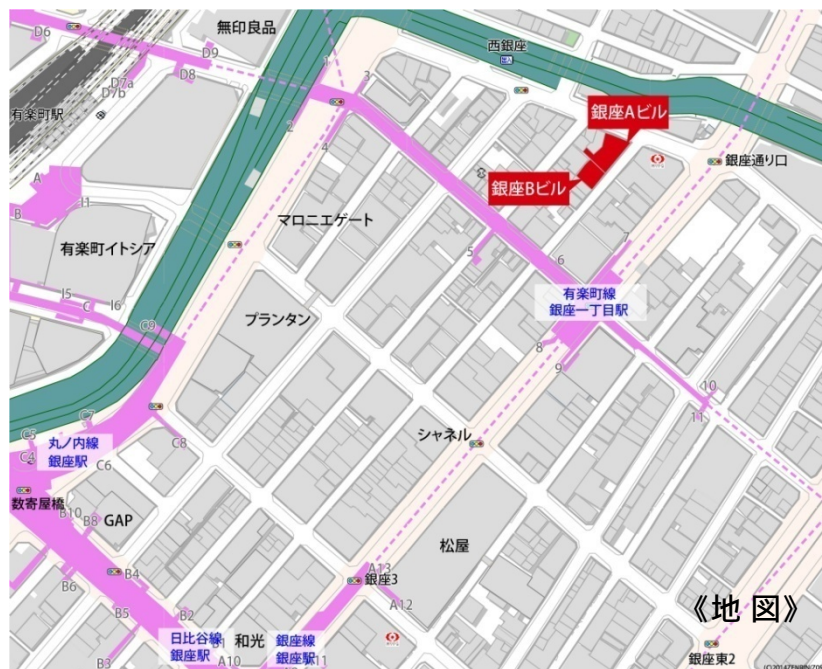 D6
D9
無印良品
D7a
D7b
D8
有楽町駅
1
2
3
4
西銀座
出入
銀座Aビル
銀座Bビル
銀座通り口
A
B
I1
有楽町イトシア
マロニエゲート
5
6
7
有楽町線
銀座一丁目駅
8
9
10
11
I5
C
I6
C9
プランタン
シャネル
C7
C5
C4
丸ノ内線
銀座駅
C6
C8
数寄屋橋
B10
B8
GAP
B6
B4
B5
B2
B3
B1
日比谷線
銀座駅
和光
A10
銀座線
銀座駅
A11
銀座3
A13
A12
松屋
《地 図》
銀座東2
(C)2014ZENRIN